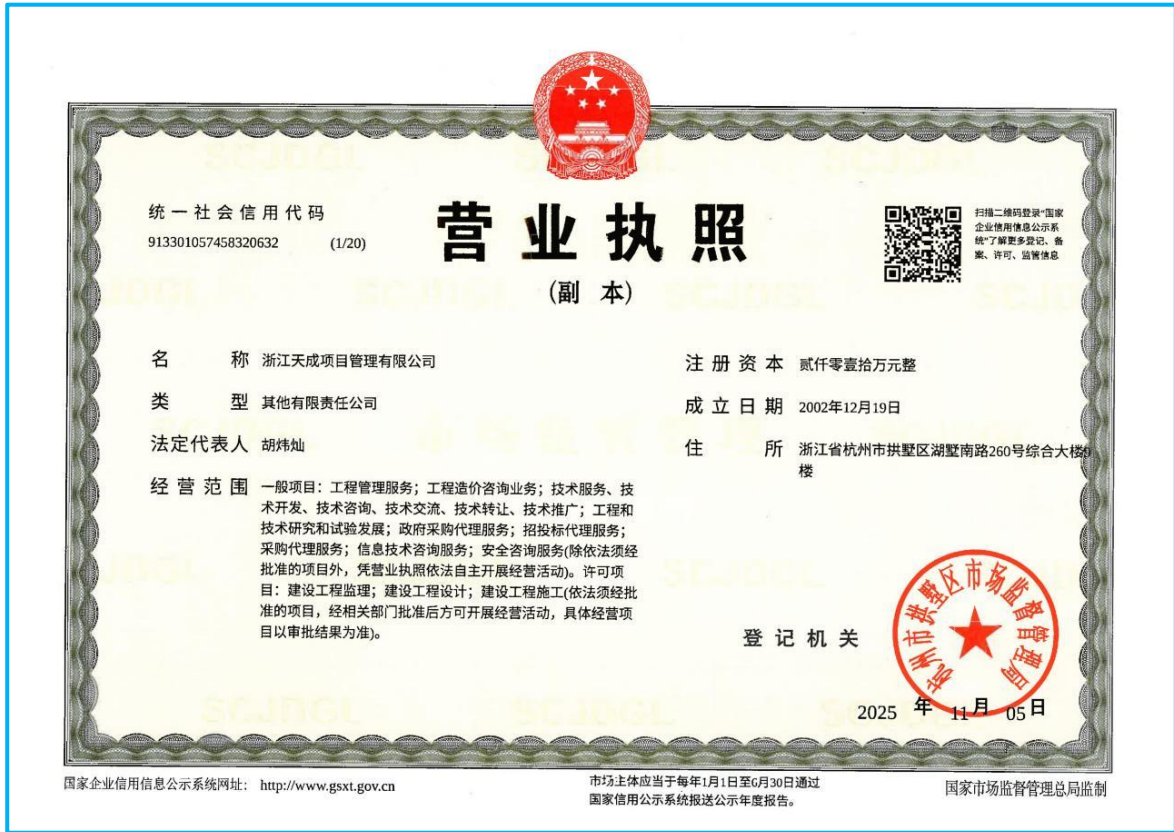 统一社会信用代码
913301057458320632 (1/20)
营业执照
(副 本)
扫描二维码登录“国家
企业信用信息公示系
统”了解更多登记、备
案、许可、监管信息
名 称 浙江天成项目管理有限公司
类 型 其他有限责任公司
法定代表人 胡炜灿
经营范围 一般项目：工程管理服务；工程造价咨询业务；技术服务、技
术开发、技术咨询、技术交流、技术转让、技术推广；工程和
技术研究和试验发展；政府采购代理服务；招投标代理服务；
采购代理服务；信息技术咨询服务；安全咨询服务(除依法须经
批准的项目外，凭营业执照依法自主开展经营活动)。许可项
目：建设工程监理；建设工程设计；建设工程施工(依法须经批
准的项目，经相关部门批准后方可开展经营活动，具体经营项
目以审批结果为准)。
注册资本 贰仟零壹拾万元整
成立日期 2002年12月19日
住 所 浙江省杭州市拱墅区湖墅南路260号综合大楼9
楼
登记机关
杭州市拱墅区市场监督管理局
2025 年 11月 05日
国家企业信用信息公示系统网址： http://www.gsxt.gov.cn
市场主体应当于每年1月1日至6月30日通过
国家信用公示系统报送公示年度报告。
国家市场监督管理总局监制
SCJDGL